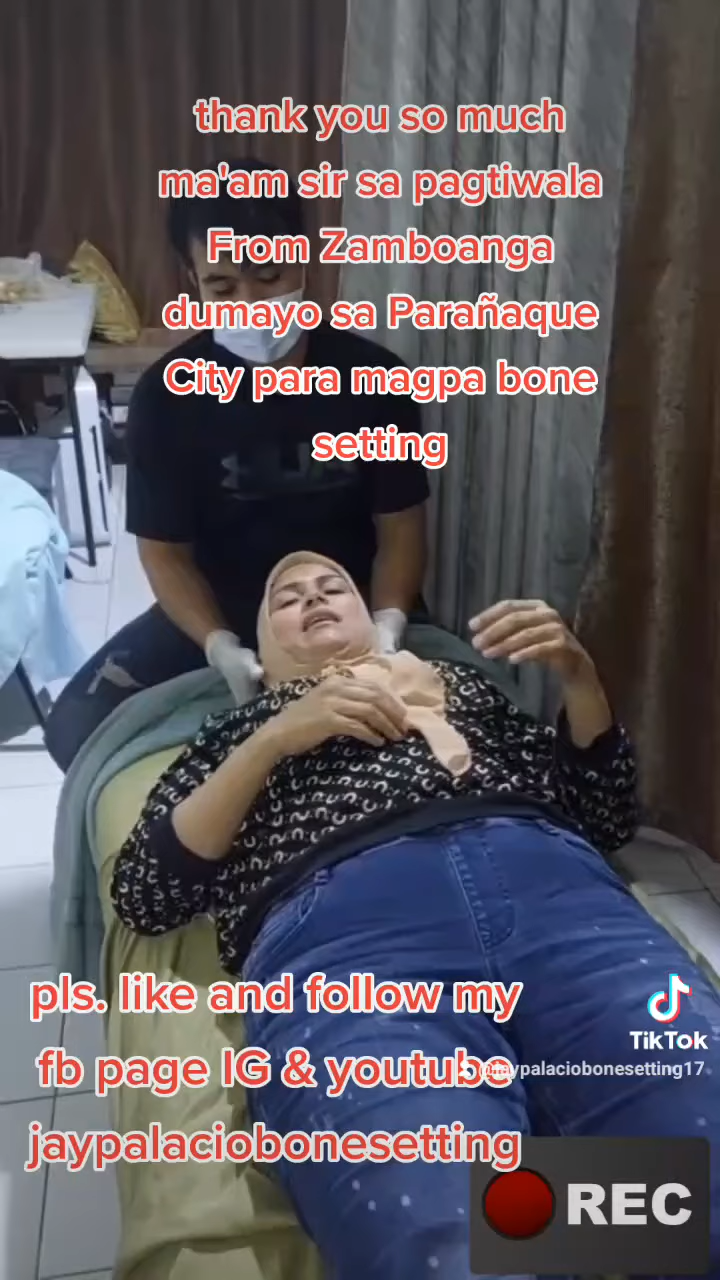 thank you so much
ma'am sir sa pagtiwala
From Zamboanga
dumayo sa Parañaque
City para magpa bone
setting
pls. like and follow my
fb page IG & youtube
jaypalaciobonesetting
TikTok
@jaypalaciobonesetting17
REC